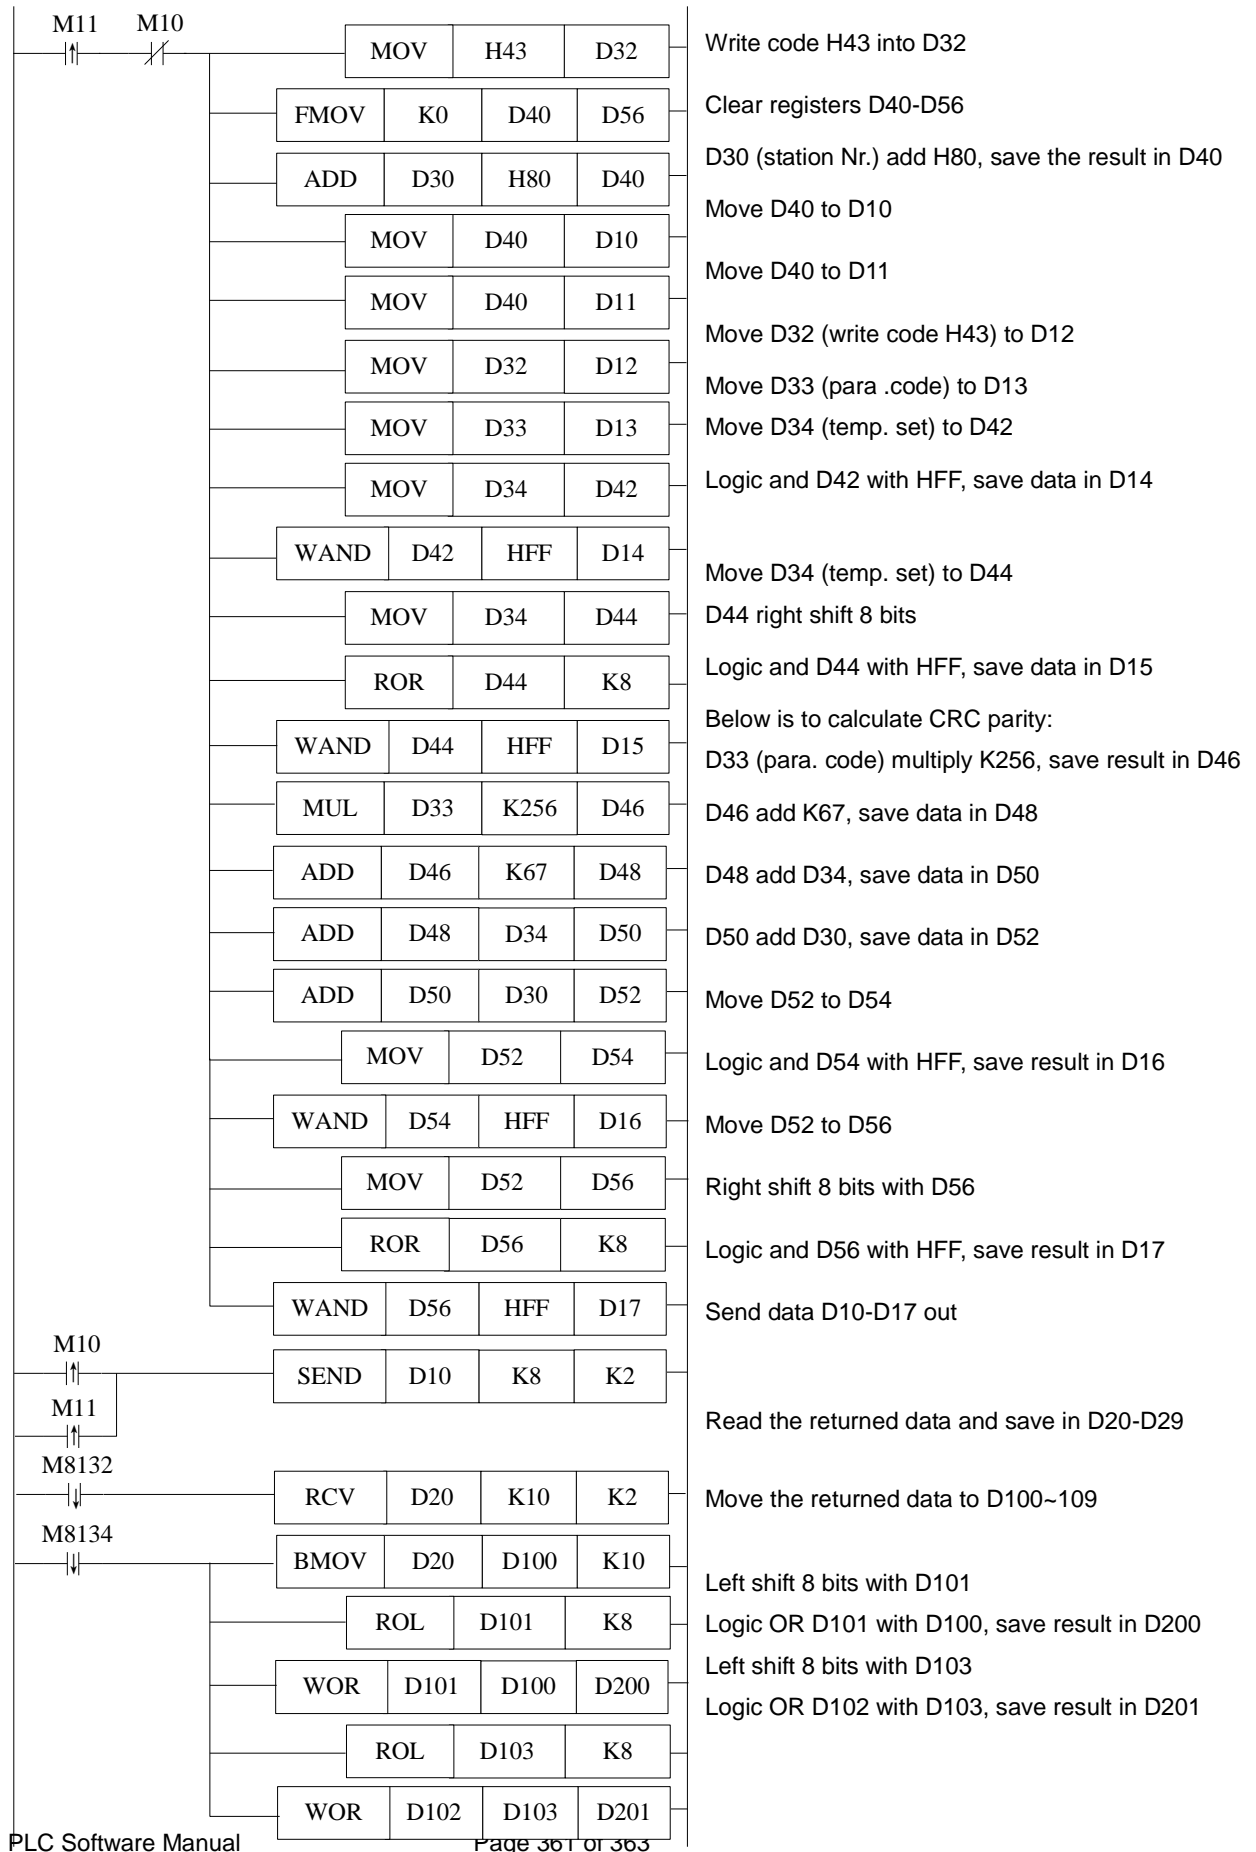 M11 M10
MOV H43 D32
Write code H43 into D32
FMOV K0 D40 D56
Clear registers D40-D56
ADD D30 H80 D40
D30 (station Nr.) add H80, save the result in D40
MOV D40 D10
Move D40 to D10
MOV D40 D11
Move D40 to D11
MOV D32 D12
Move D32 (write code H43) to D12
MOV D33 D13
Move D33 (para .code) to D13
MOV D34 D42
Move D34 (temp. set) to D42
WAND D42 HFF D14
Logic and D42 with HFF, save data in D14
MOV D34 D44
Move D34 (temp. set) to D44
ROR D44 K8
D44 right shift 8 bits
WAND D44 HFF D15
Logic and D44 with HFF, save data in D15
Below is to calculate CRC parity:
MUL D33 K256 D46
D33 (para. code) multiply K256, save result in D46
ADD D46 K67 D48
D46 add K67, save data in D48
ADD D48 D34 D50
D48 add D34, save data in D50
ADD D50 D30 D52
D50 add D30, save data in D52
MOV D52 D54
Move D52 to D54
WAND D54 HFF D16
Logic and D54 with HFF, save result in D16
MOV D52 D56
Move D52 to D56
ROR D56 K8
Right shift 8 bits with D56
WAND D56 HFF D17
Logic and D56 with HFF, save result in D17
M10
SEND D10 K8 K2
Send data D10-D17 out
M11
M8132
RCV D20 K10 K2
Read the returned data and save in D20-D29
M8134
BMOV D20 D100 K10
Move the returned data to D100~109
ROL D101 K8
Left shift 8 bits with D101
WOR D101 D100 D200
Logic OR D101 with D100, save result in D200
ROL D103 K8
Left shift 8 bits with D103
WOR D102 D103 D201
Logic OR D102 with D103, save result in D201
PLC Software Manual Page 361 of 363